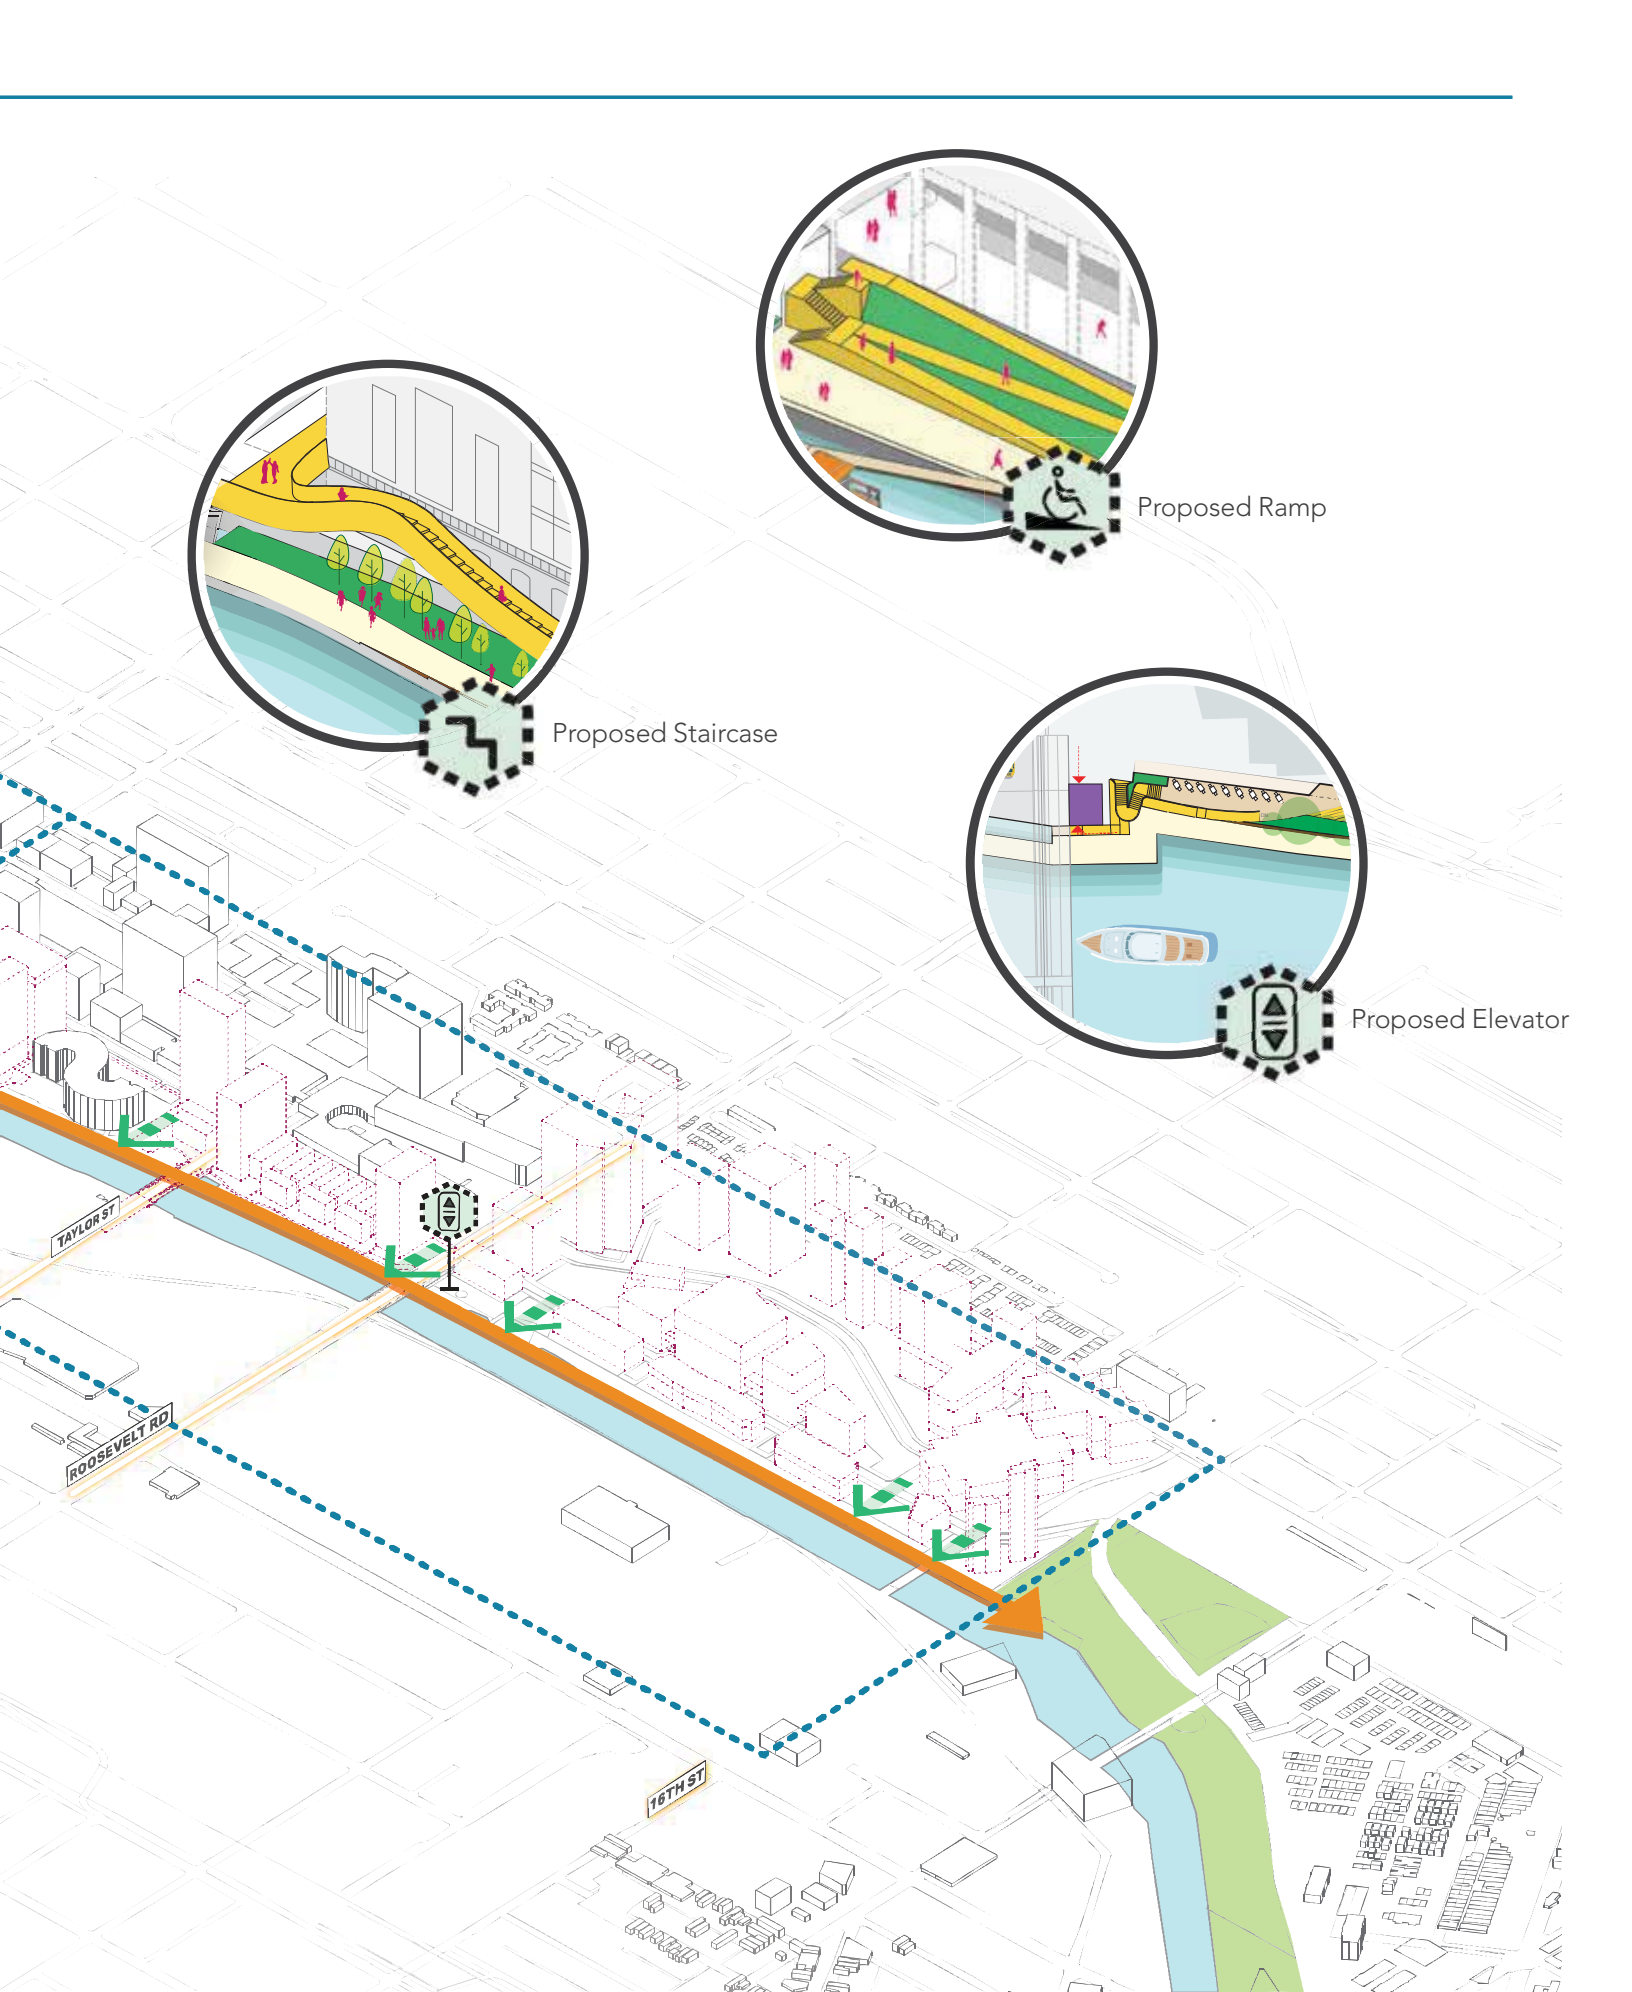 Proposed Ramp
Proposed Staircase
Proposed Elevator
TAYLOR ST
ROOSEVELT RD
16TH ST